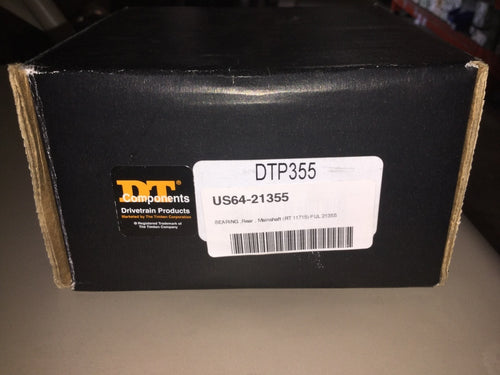 DT
Components
Drivetrain Products
Marketed by The Timken Corporation
® Registered Trademark of
The Timken Company
DTP355
US64-21355
BEARING , Rear , Mainshaft (RT 11715) FUL 21355